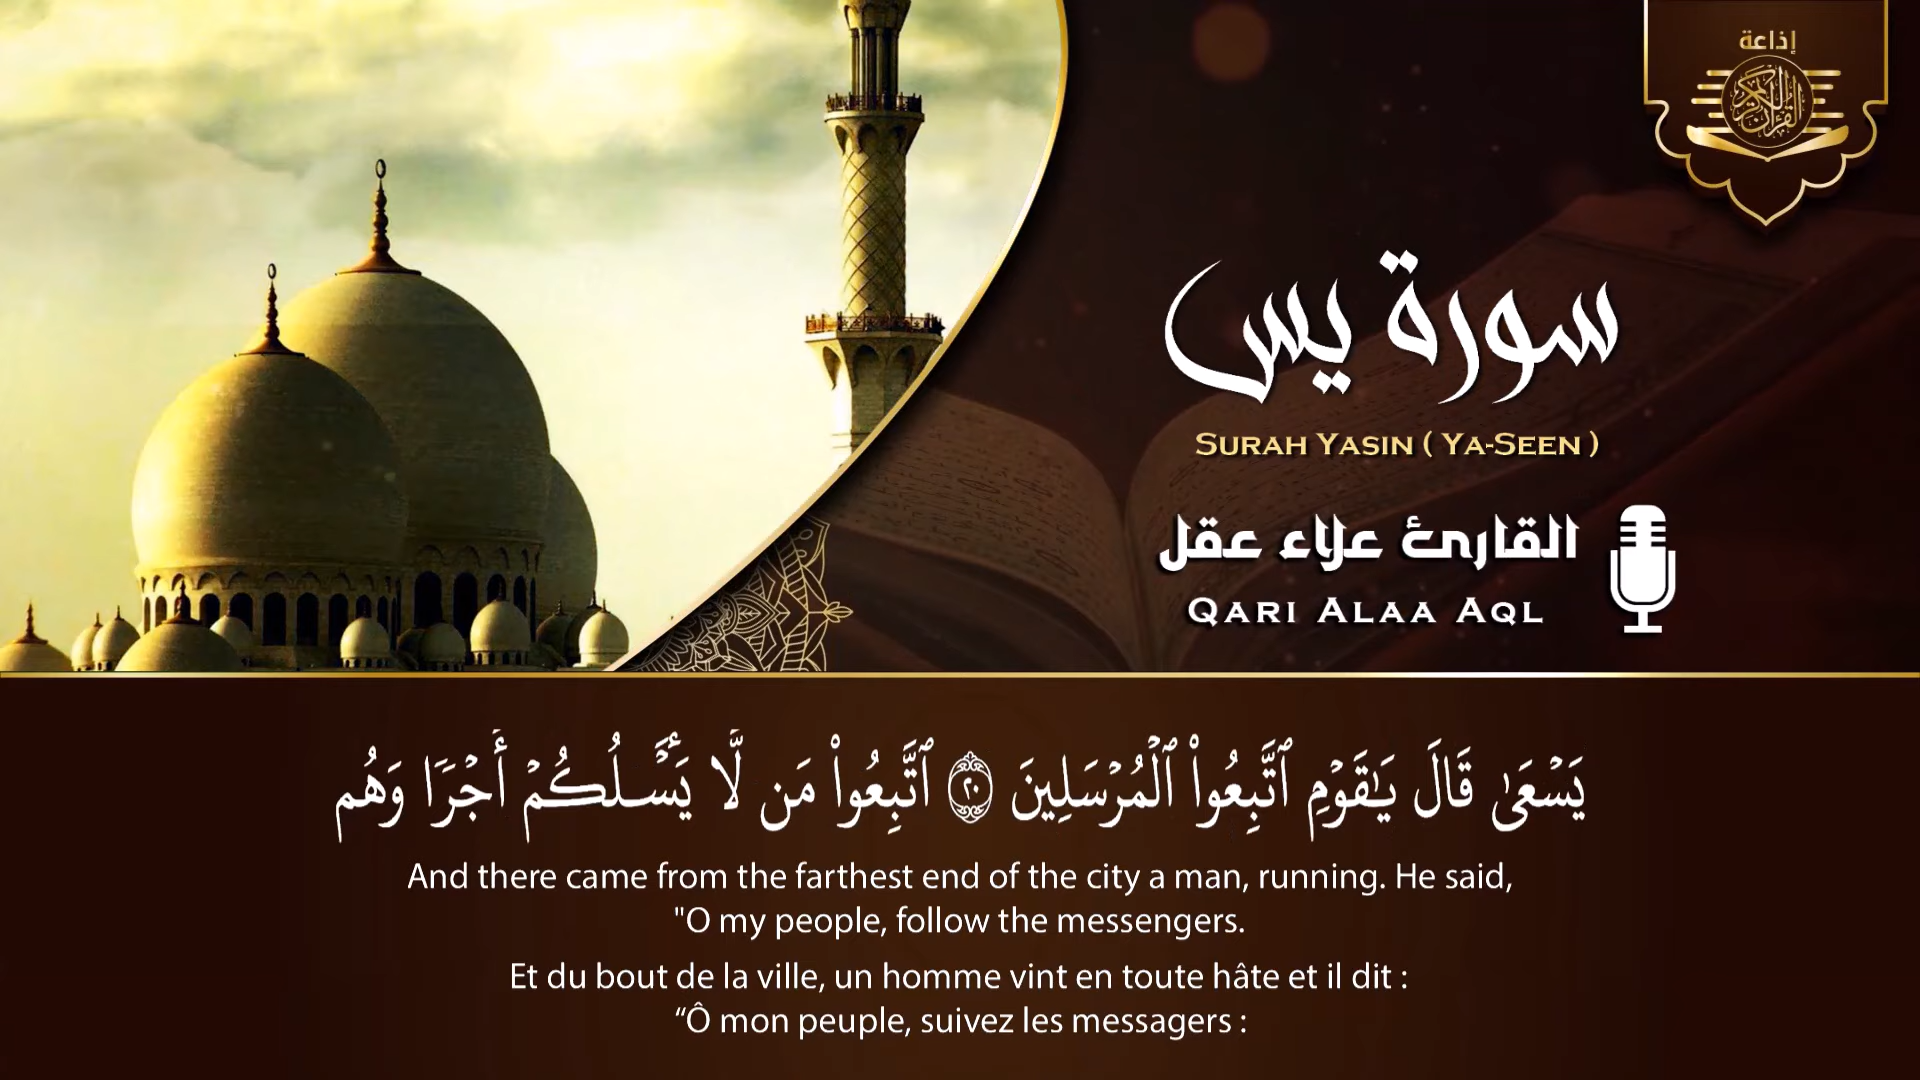 إذاعة
القرآن الكريم
سورة يس
SURAH YASIN ( YA-SEEN )
القارئ علاء عقل
QARI ALAA AQL
يَسْعَىٰ قَالَ يَـٰقَوْمِ ٱتَّبِعُوا۟ ٱلْمُرْسَلِينَ ٢٠ ٱتَّبِعُوا۟ مَن لَّا يَسْـَٔلُكُمْ أَجْرًا وَهُم
And there came from the farthest end of the city a man, running. He said,
"O my people, follow the messengers.
Et du bout de la ville, un homme vint en toute hâte et il dit :
“Ô mon peuple, suivez les messagers :